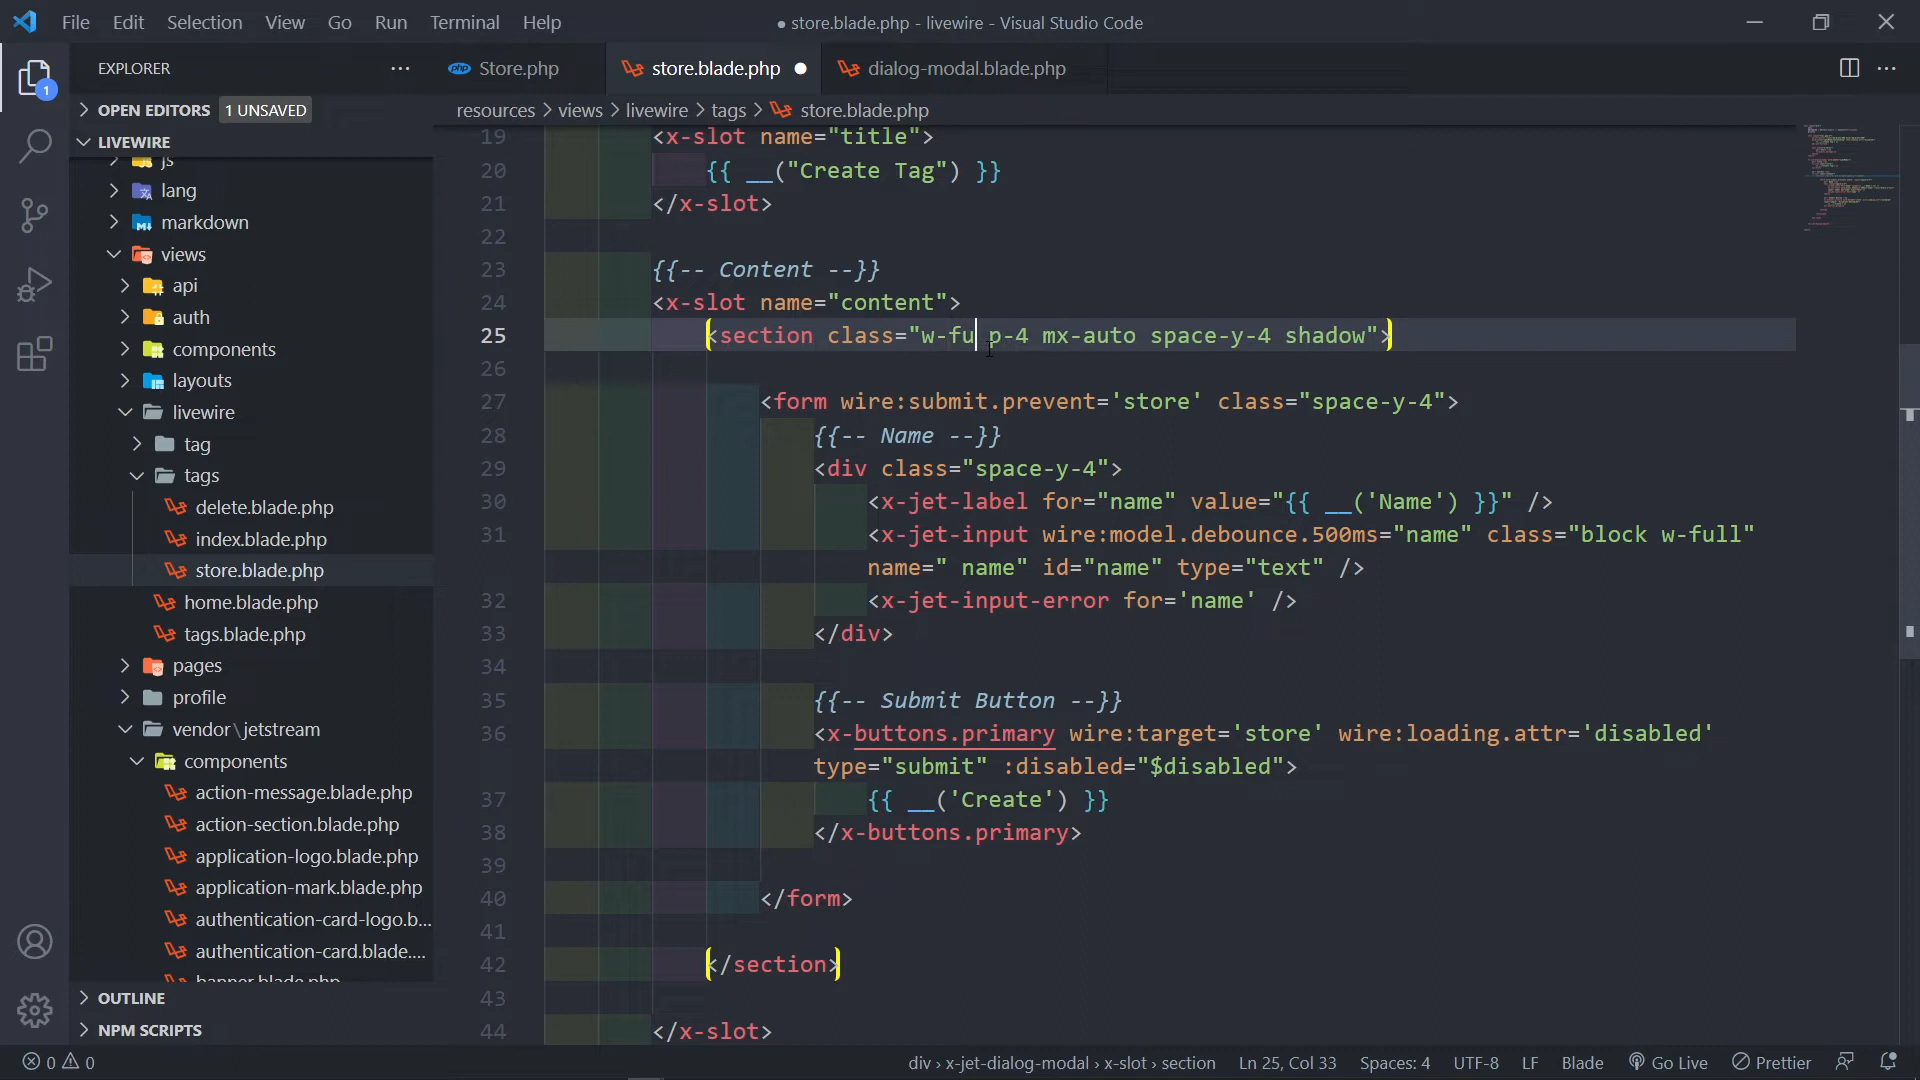 File Edit Selection View Go Run Terminal Help
● store.blade.php - livewire - Visual Studio Code
EXPLORER
Store.php
store.blade.php
dialog-modal.blade.php
OPEN EDITORS 1 UNSAVED
resources > views > livewire > tags > store.blade.php
LIVEWIRE
js
lang
markdown
views
api
auth
components
layouts
livewire
tag
tags
delete.blade.php
index.blade.php
store.blade.php
home.blade.php
tags.blade.php
pages
profile
vendor\jetstream
components
action-message.blade.php
action-section.blade.php
application-logo.blade.php
application-mark.blade.php
authentication-card-logo.b...
authentication-card.blade....
banner.blade.php
OUTLINE
NPM SCRIPTS
1
19 <x-slot name="title">
20 {{ __("Create Tag") }}
21 </x-slot>
22
23 {{-- Content --}}
24 <x-slot name="content">
25 <section class="w-fu p-4 mx-auto space-y-4 shadow">
26
27 <form wire:submit.prevent='store' class="space-y-4">
28 {{-- Name --}}
29 <div class="space-y-4">
30 <x-jet-label for="name" value="{{ __('Name') }}" />
31 <x-jet-input wire:model.debounce.500ms="name" class="block w-full"
name=" name" id="name" type="text" />
32 <x-jet-input-error for='name' />
33 </div>
34
35 {{-- Submit Button --}}
36 <x-buttons.primary wire:target='store' wire:loading.attr='disabled'
type="submit" :disabled="$disabled">
37 {{ __('Create') }}
38 </x-buttons.primary>
39
40 </form>
41
42 </section>
43
44 </x-slot>
0 0
div › x-jet-dialog-modal › x-slot › section Ln 25, Col 33 Spaces: 4 UTF-8 LF Blade Go Live Prettier